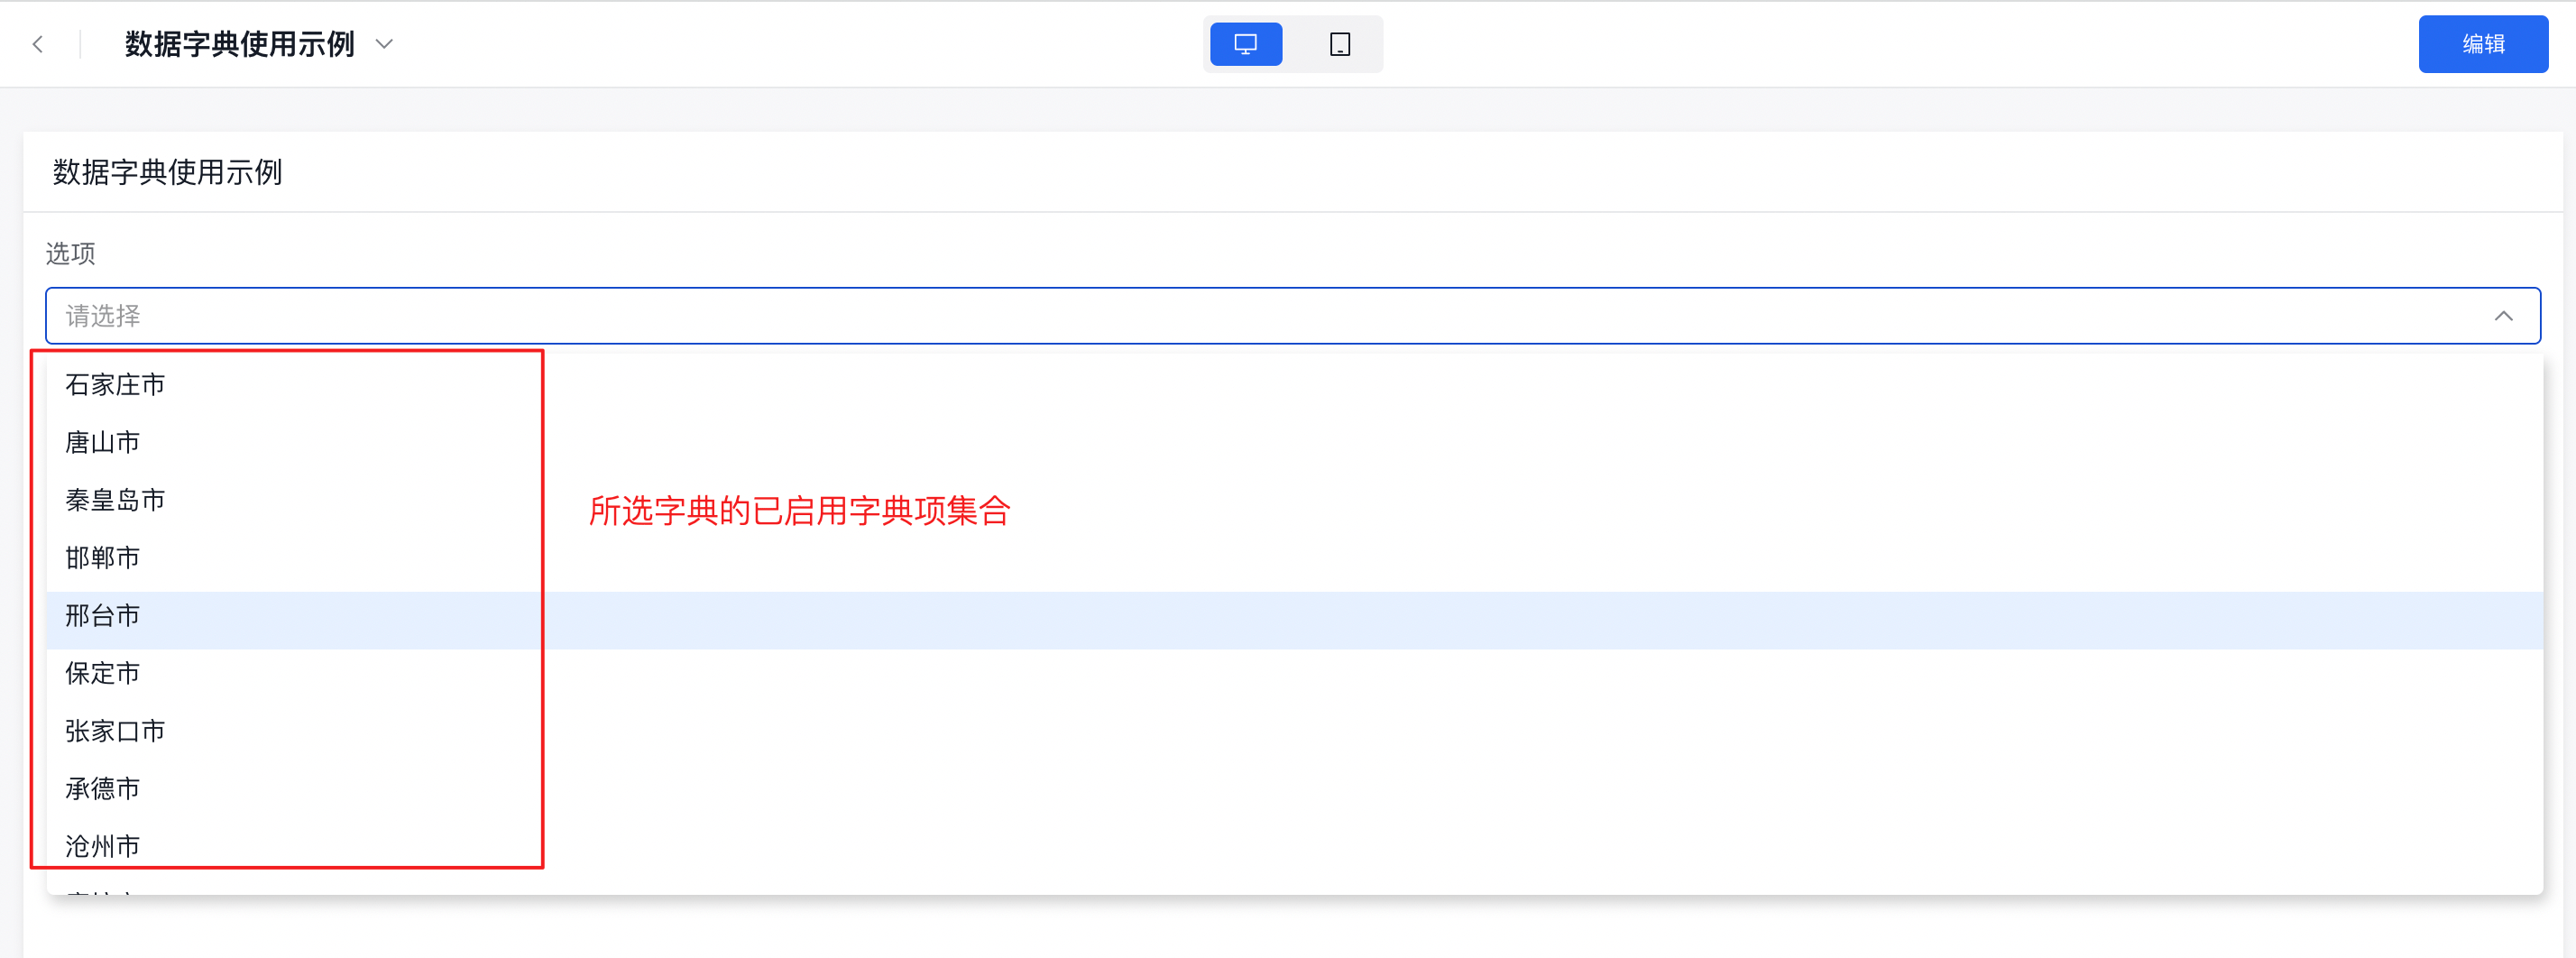 数据字典使用示例
编辑
数据字典使用示例
选项
请选择
石家庄市
唐山市
秦皇岛市
所选字典的已启用字典项集合
邯郸市
邢台市
保定市
张家口市
承德市
沧州市